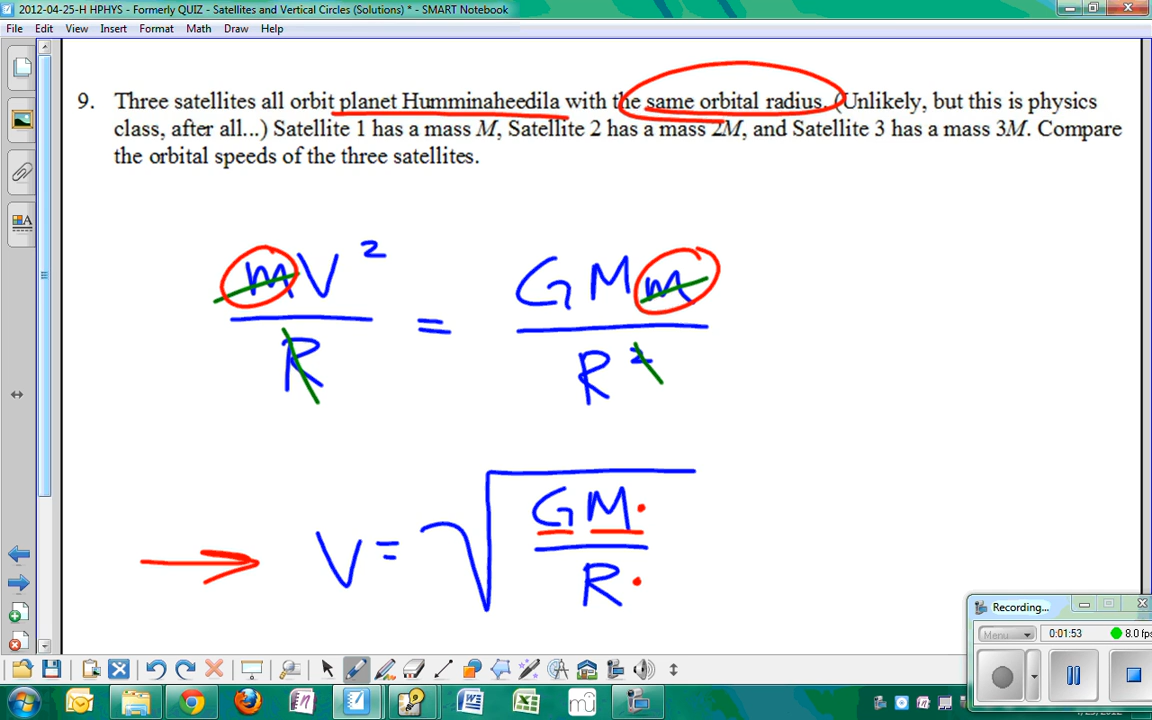 2012-04-25-H HPHYS - Formerly QUIZ - Satellites and Vertical Circles (Solutions) * - SMART Notebook
File Edit View Insert Format Math Draw Help
9. Three satellites all orbit planet Humminaheedila with the same orbital radius. (Unlikely, but this is physics
class, after all...) Satellite 1 has a mass M, Satellite 2 has a mass 2M, and Satellite 3 has a mass 3M. Compare
the orbital speeds of the three satellites.
mV² / R = GMm / R²
V = √(GM / R)
Recording...
Menu 0:01:53 8.0 fps